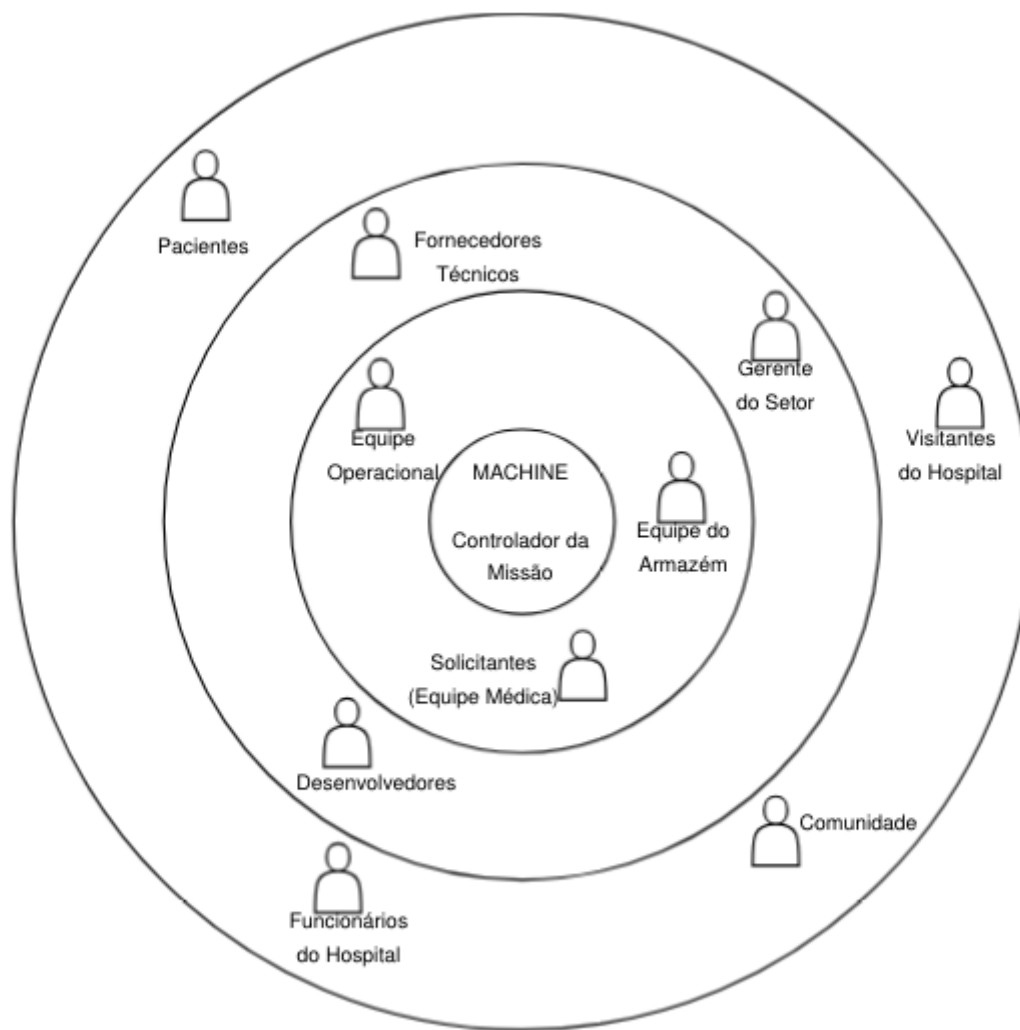 Pacientes
Fornecedores
Técnicos
Gerente
do Setor
Visitantes
do Hospital
Equipe
Operacional
MACHINE
Controlador da
Missão
Equipe do
Armazém
Solicitantes
(Equipe Médica)
Desenvolvedores
Comunidade
Funcionários
do Hospital